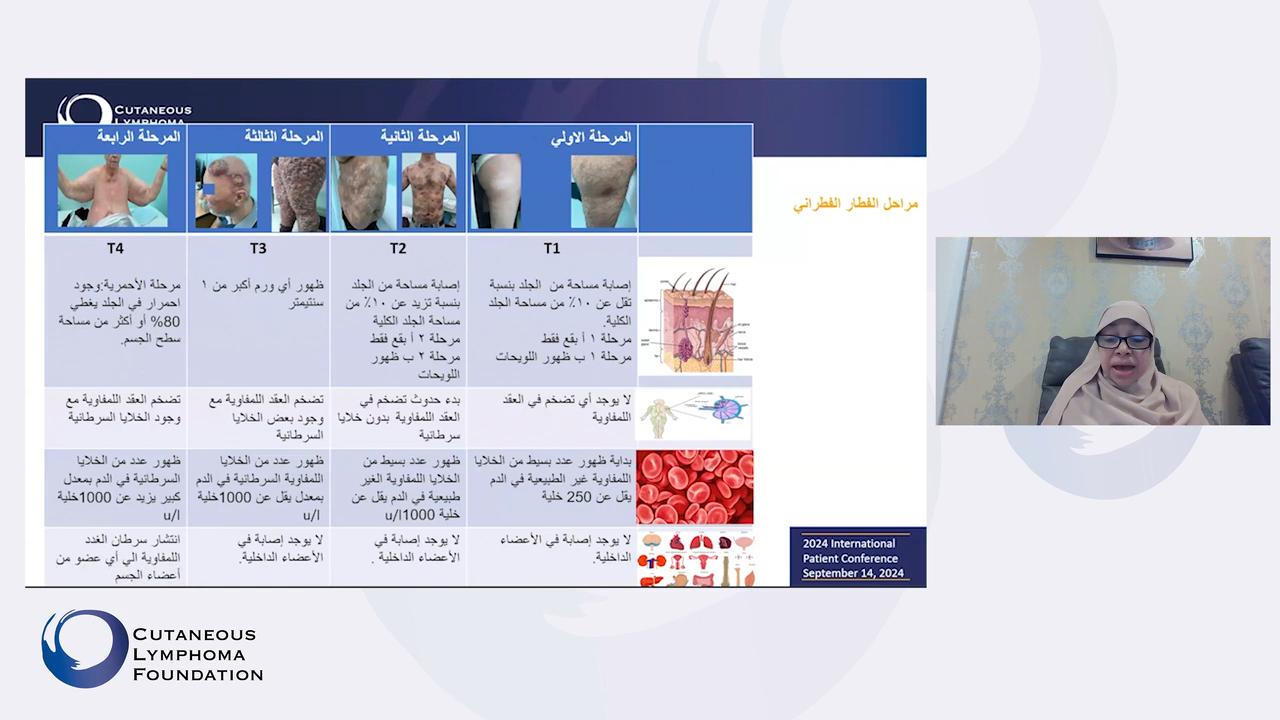 CUTANEOUS
LYMPHOMA
مراحل الفطار الفطراني
المرحلة الاولي
المرحلة الثانية
المرحلة الثالثة
المرحلة الرابعة
T1
T2
T3
T4
إصابة مساحة من الجلد بنسبة
تقل عن ١٠٪ من مساحة الجلد
الكلية.
مرحلة ١ أ بقع فقط
مرحلة ١ ب ظهور اللويحات
إصابة مساحة من الجلد
بنسبة تزيد عن ١٠٪ من
مساحة الجلد الكلية
مرحلة ٢ أ بقع فقط
مرحلة ٢ ب ظهور
اللويحات
ظهور أي ورم أكبر من ١
سنتيمتر
مرحلة الأحمرية:وجود
احمرار في الجلد يغطي
80% أو أكثر من مساحة
سطح الجسم.
لا يوجد أي تضخم في العقد
اللمفاوية
بدء حدوث تضخم في
العقد اللمفاوية بدون خلايا
سرطانية
تضخم العقد اللمفاوية مع
وجود بعض الخلايا
السرطانية
تضخم العقد اللمفاوية مع
وجود الخلايا السرطانية
بداية ظهور عدد بسيط من الخلايا
اللمفاوية غير الطبيعية في الدم
يقل عن 250 خلية
ظهور عدد بسيط من
الخلايا اللمفاوية الغير
طبيعية في الدم يقل عن
خلية 1000u/l
ظهور عدد من الخلايا
اللمفاوية السرطانية في الدم
بمعدل يقل عن 1000خلية
u/l
ظهور عدد من الخلايا
السرطانية في الدم بمعدل
كبير يزيد عن 1000خلية
u/l
لا يوجد إصابة في الأعضاء
الداخلية.
لا يوجد إصابة في
الأعضاء الداخلية .
لا يوجد إصابة في
الأعضاء الداخلية.
انتشار سرطان الغدد
اللمفاوية الي أي عضو من
أعضاء الجسم
2024 International
Patient Conference
September 14, 2024
CUTANEOUS
LYMPHOMA
FOUNDATION